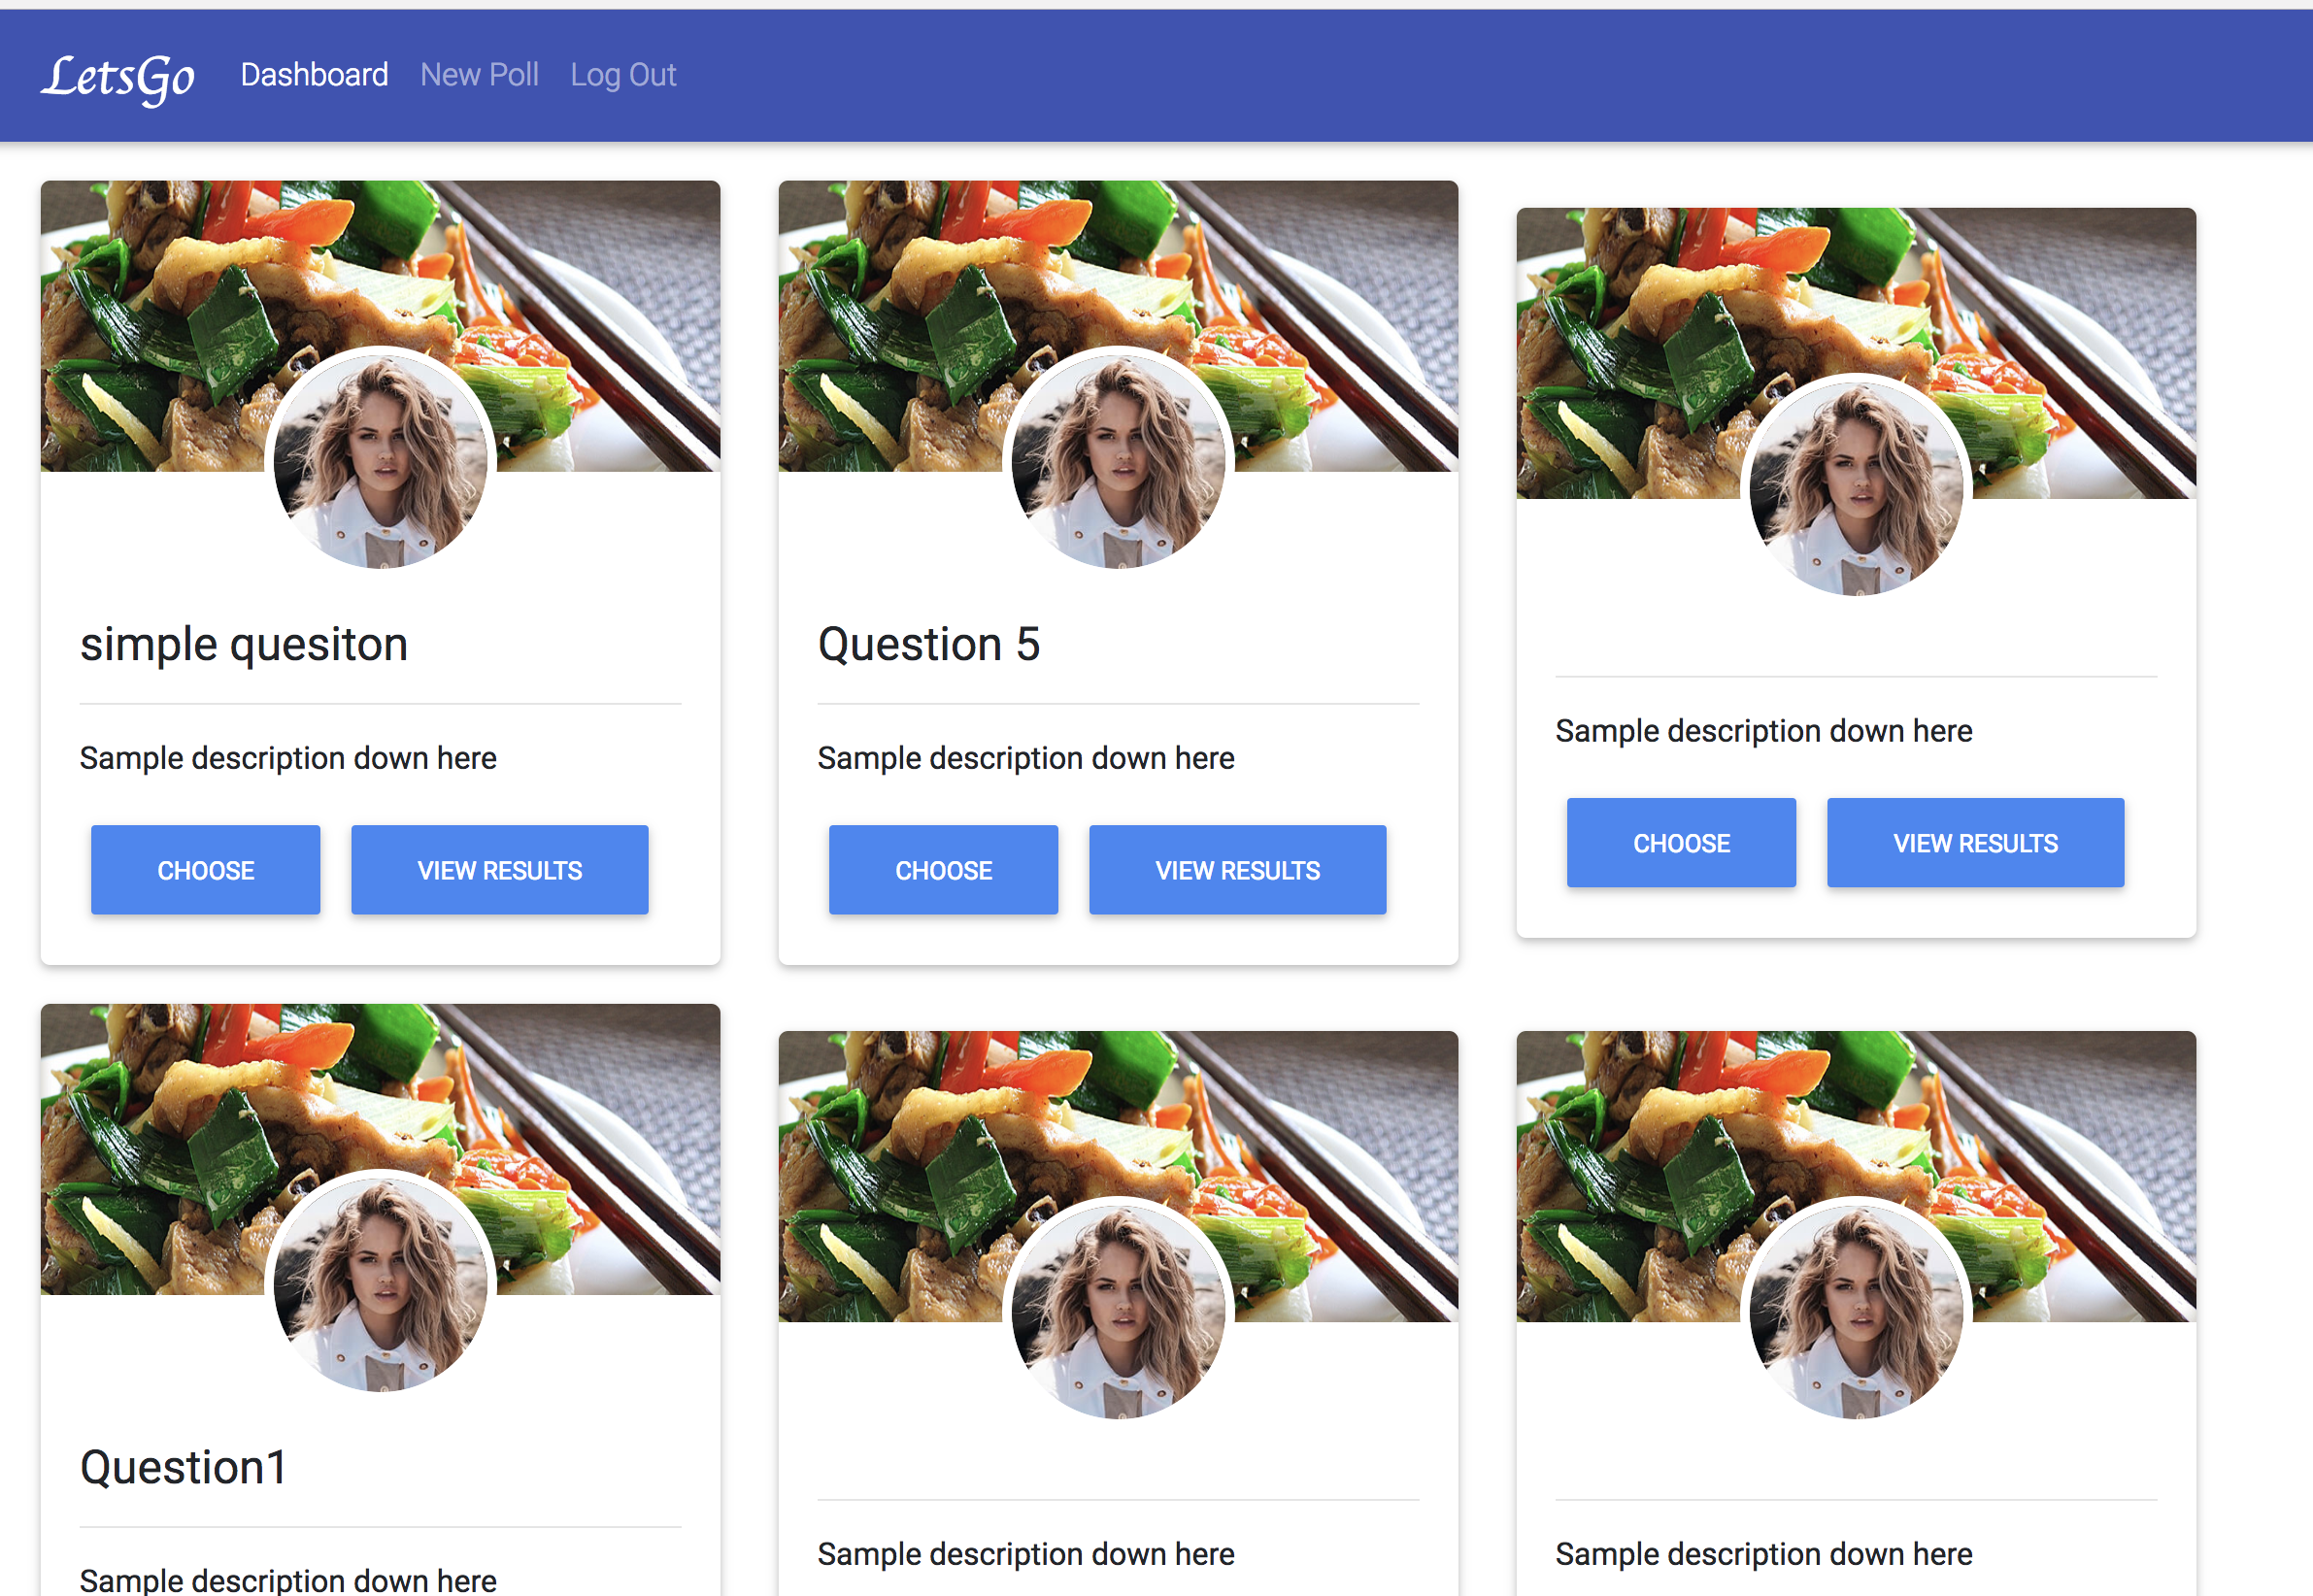 LetsGo Dashboard New Poll Log Out
simple quesiton
Sample description down here
CHOOSE VIEW RESULTS
Question 5
Sample description down here
CHOOSE VIEW RESULTS
Sample description down here
CHOOSE VIEW RESULTS
Question1
Sample description down here
Sample description down here
Sample description down here